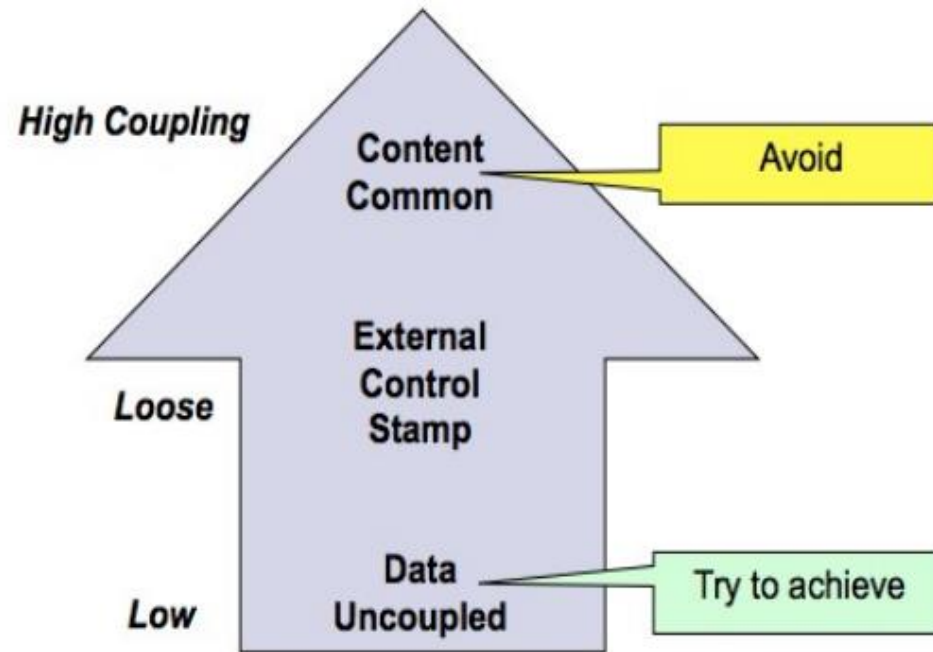 High Coupling
Content
Common
Avoid
External
Control
Stamp
Loose
Data
Uncoupled
Low
Try to achieve